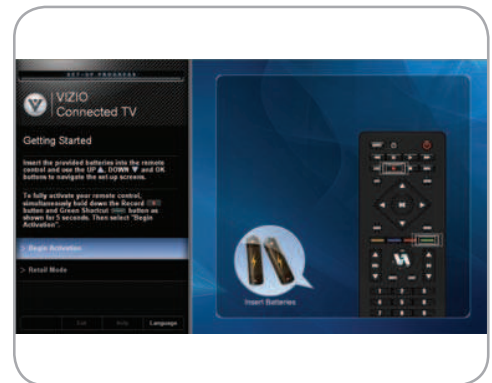 SET-UP PROGRESS
VIZIO
Connected TV
Getting Started
Insert the provided batteries into the remote
control and use the UP ▲, DOWN ▼ and OK
buttons to navigate the set-up screens.
To fully activate your remote control,
simultaneously hold down the Record
button and Green Shortcut button as
shown for 5 seconds. Then select "Begin
Activation".
> Begin Activation
> Retail Mode
Exit Help Language
Insert Batteries